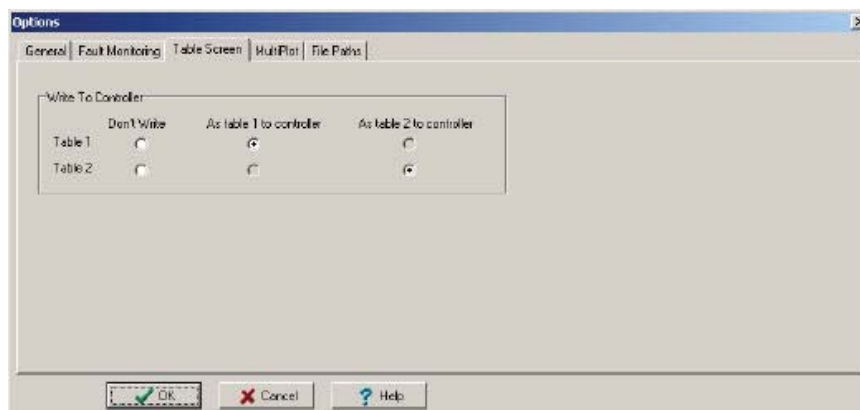 Options
General Fault Monitoring Table Screen MultiPlot File Paths
Write To Controller
Don't Write As table 1 to controller As table 2 to controller
Table 1
Table 2
OK Cancel Help